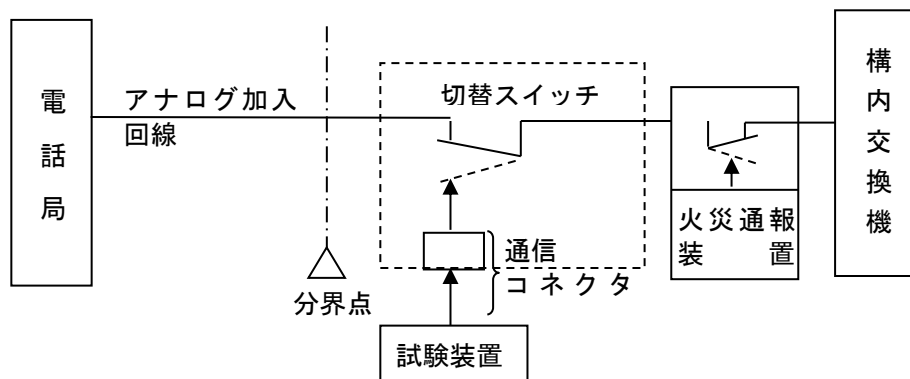 電話局
アナログ加入
回線
分界点
切替スイッチ
通信
コネクタ
試験装置
火災通報
装置
構内交換機